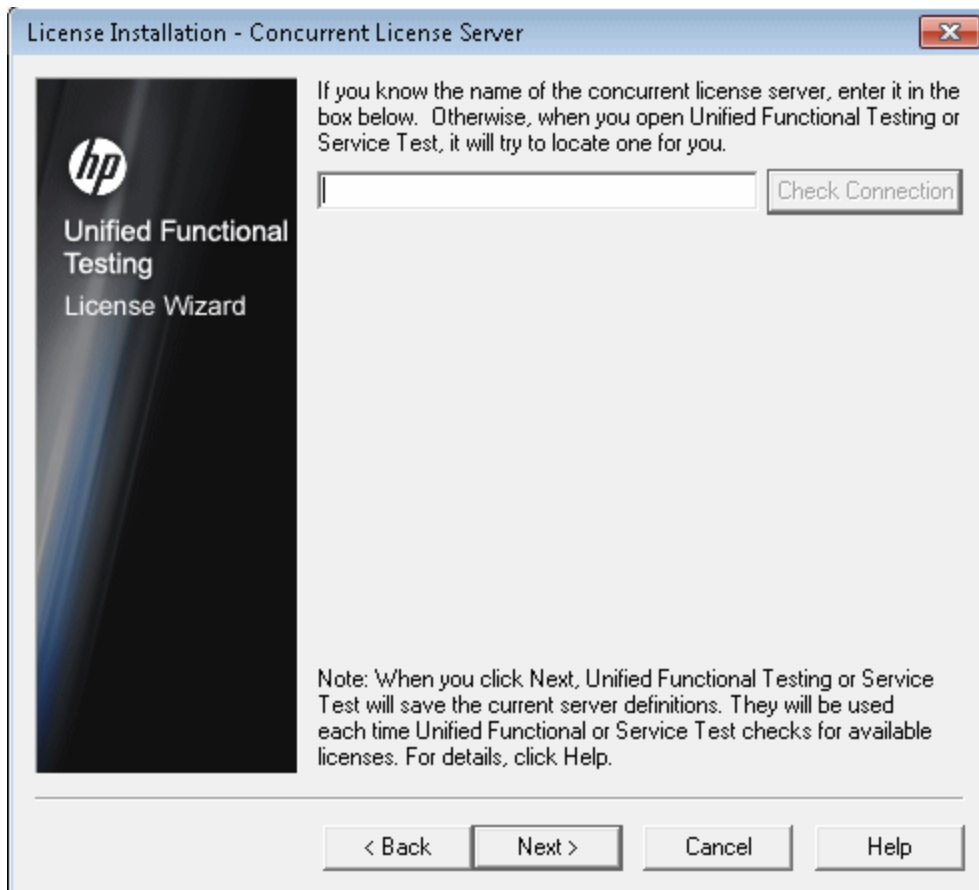 License Installation - Concurrent License Server
hp
Unified Functional
Testing
License Wizard
If you know the name of the concurrent license server, enter it in the
box below.  Otherwise, when you open Unified Functional Testing or
Service Test, it will try to locate one for you.
Check Connection
Note: When you click Next, Unified Functional Testing or Service
Test will save the current server definitions. They will be used
each time Unified Functional or Service Test checks for available
licenses. For details, click Help.
< Back
Next >
Cancel
Help